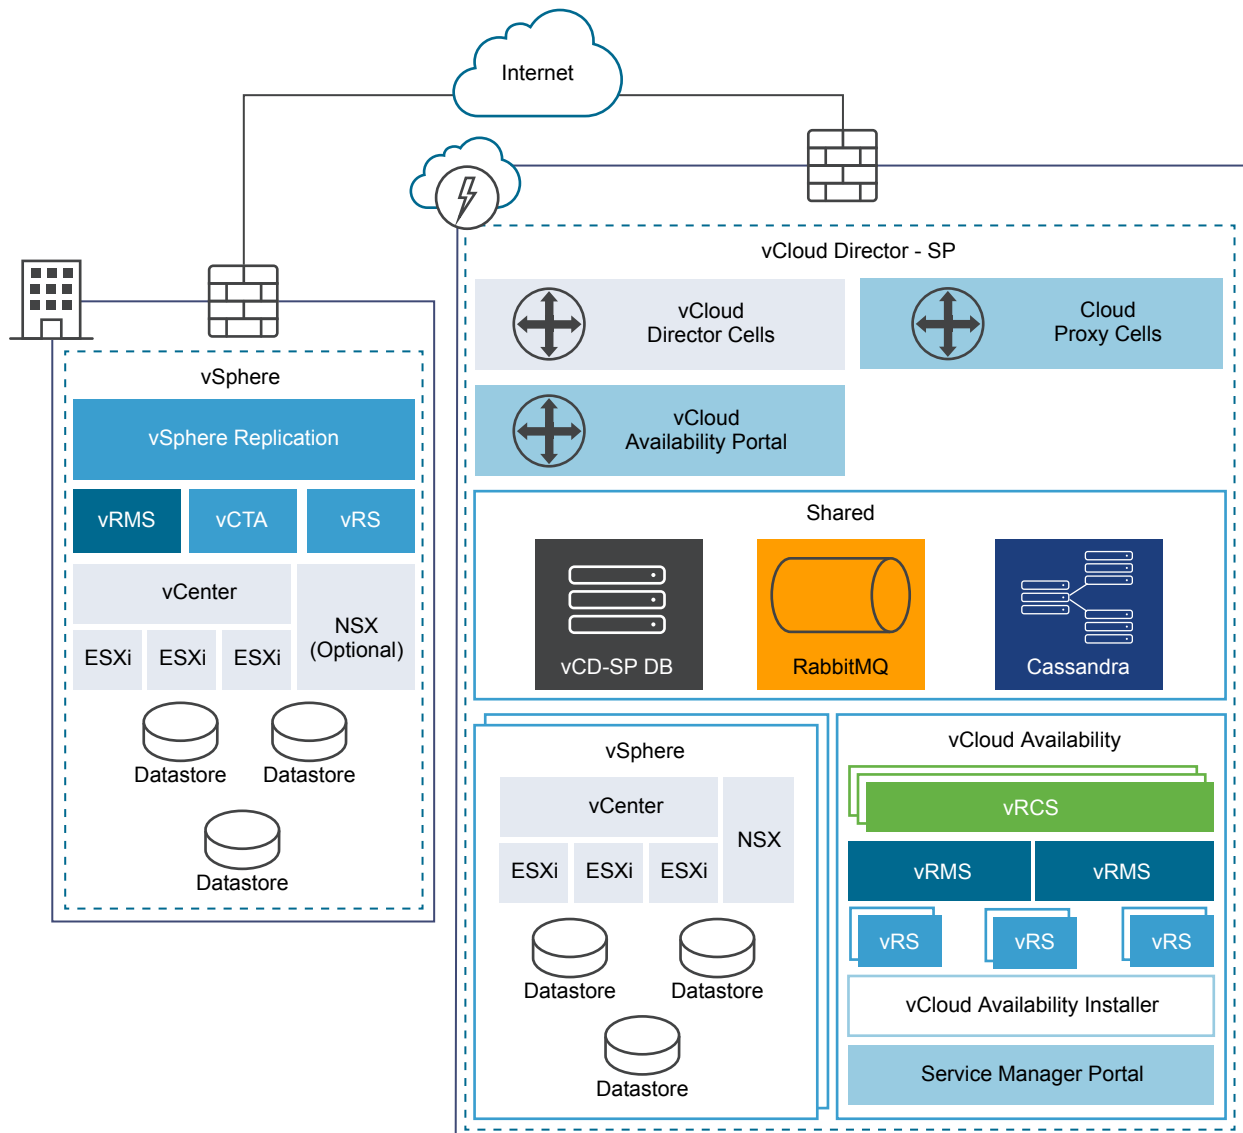 Internet
vSphere
vSphere Replication
vRMS
vCTA
vRS
vCenter
ESXi
ESXi
ESXi
NSX
(Optional)
Datastore
Datastore
Datastore
vCloud Director - SP
vCloud
Director Cells
Cloud
Proxy Cells
vCloud
Availability Portal
Shared
vCD-SP DB
RabbitMQ
Cassandra
vSphere
vCenter
NSX
ESXi
ESXi
ESXi
Datastore
Datastore
Datastore
vCloud Availability
vRCS
vRMS
vRMS
vRS
vRS
vRS
vCloud Availability Installer
Service Manager Portal